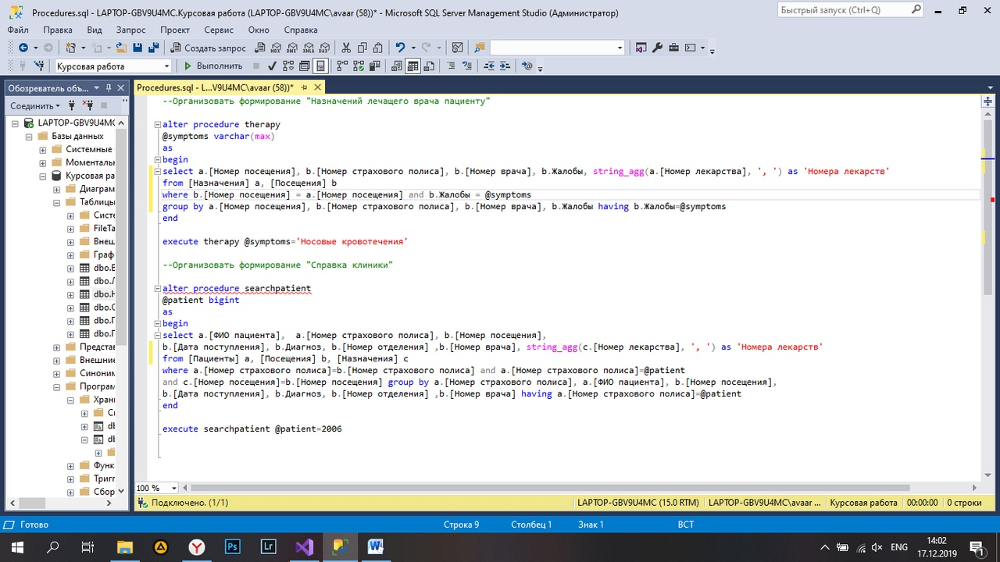 Procedures.sql - LAPTOP-GBV9U4MC.Курсовая работа (LAPTOP-GBV9U4MC\avaar (58))* - Microsoft SQL Server Management Studio (Администратор)
Быстрый запуск (Ctrl+Q)
Файл Правка Вид Запрос Проект Сервис Окно Справка
Создать запрос
MDX DMX XMLA DAX
Курсовая работа
Выполнить
Обозреватель объ...
Procedures.sql - L...V9U4MC\avaar (58))*
Соединить
LAPTOP-GBV9U4MC
Базы данных
Системные
Моменталь
Курсовая ра
Диаграм
Таблицы
Сист
FileTa
Внеш
Граф
dbo.
dbo.
dbo.
dbo.
dbo.
dbo.
Представ
Внешние
Синоним
Програм
Хран
db
db
Функ
Тригг
Сбор
--Организовать формирование "Назначений лечащего врача пациенту"
alter procedure therapy
@symptoms varchar(max)
as
begin
select a.[Номер посещения], b.[Номер страхового полиса], b.[Номер врача], b.Жалобы, string_agg(a.[Номер лекарства], ', ') as 'Номера лекарств'
from [Назначения] a, [Посещения] b
where b.[Номер посещения] = a.[Номер посещения] and b.Жалобы = @symptoms
group by a.[Номер посещения], b.[Номер страхового полиса], b.[Номер врача], b.Жалобы having b.Жалобы=@symptoms
end
execute therapy @symptoms='Носовые кровотечения'
--Организовать формирование "Справка клиники"
alter procedure searchpatient
@patient bigint
as
begin
select a.[ФИО пациента], a.[Номер страхового полиса], b.[Номер посещения],
b.[Дата поступления], b.Диагноз, b.[Номер отделения] ,b.[Номер врача], string_agg(c.[Номер лекарства], ', ') as 'Номера лекарств'
from [Пациенты] a, [Посещения] b, [Назначения] c
where a.[Номер страхового полиса]=b.[Номер страхового полиса] and a.[Номер страхового полиса]=@patient
and c.[Номер посещения]=b.[Номер посещения] group by a.[Номер страхового полиса], a.[ФИО пациента], b.[Номер посещения],
b.[Дата поступления], b.Диагноз, b.[Номер отделения] ,b.[Номер врача] having a.[Номер страхового полиса]=@patient
end
execute searchpatient @patient=2006
100 %
Подключено. (1/1)
LAPTOP-GBV9U4MC (15.0 RTM) LAPTOP-GBV9U4MC\avaar ... Курсовая работа 00:00:00 0 строки
Готово Строка 9 Столбец 1 Знак 1 ВСТ
Ps Lr W
ENG
14:02
17.12.2019
1